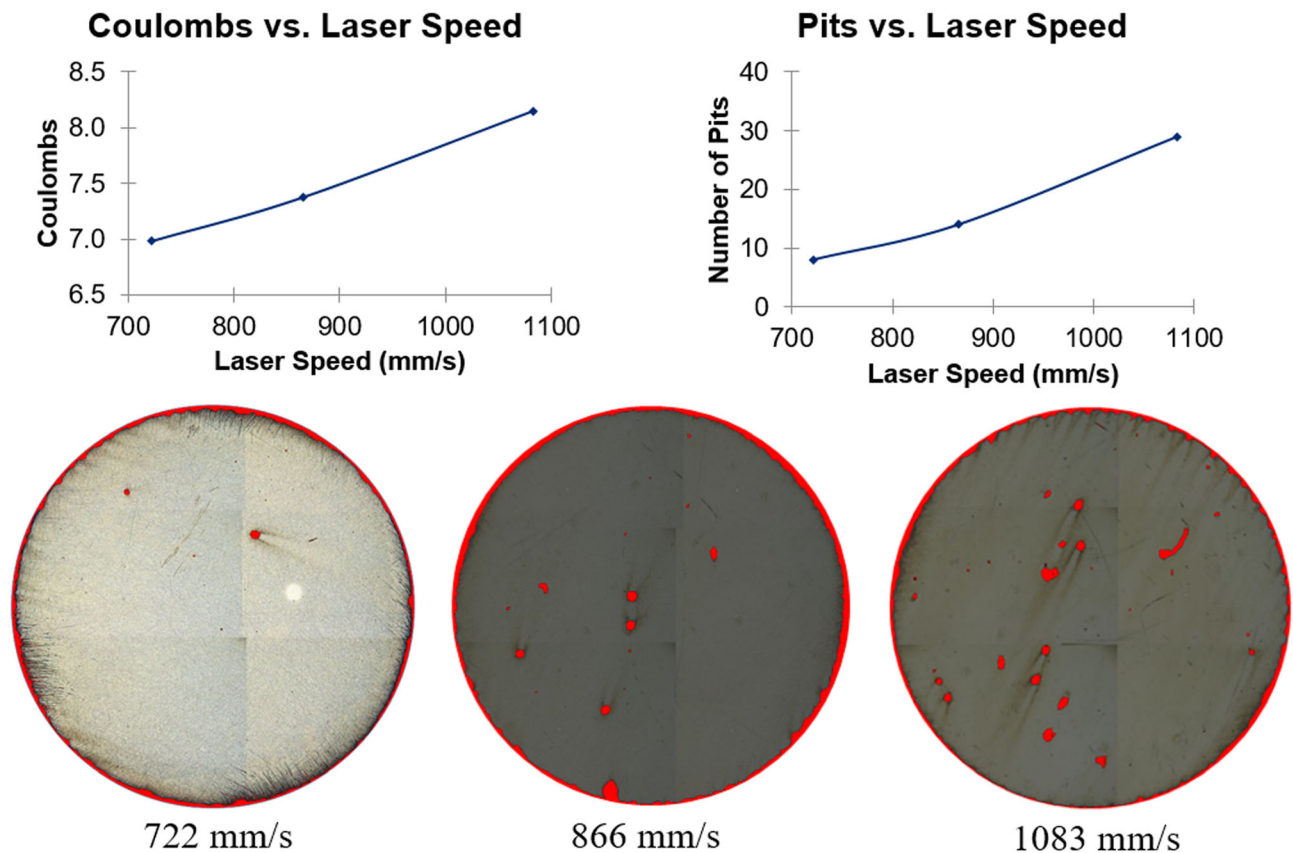 Coulombs vs. Laser Speed
8.5
8.0
7.5
7.0
6.5
Coulombs
700 800 900 1000 1100
Laser Speed (mm/s)
Pits vs. Laser Speed
40
30
20
10
0
Number of Pits
700 800 900 1000 1100
Laser Speed (mm/s)
722 mm/s
866 mm/s
1083 mm/s